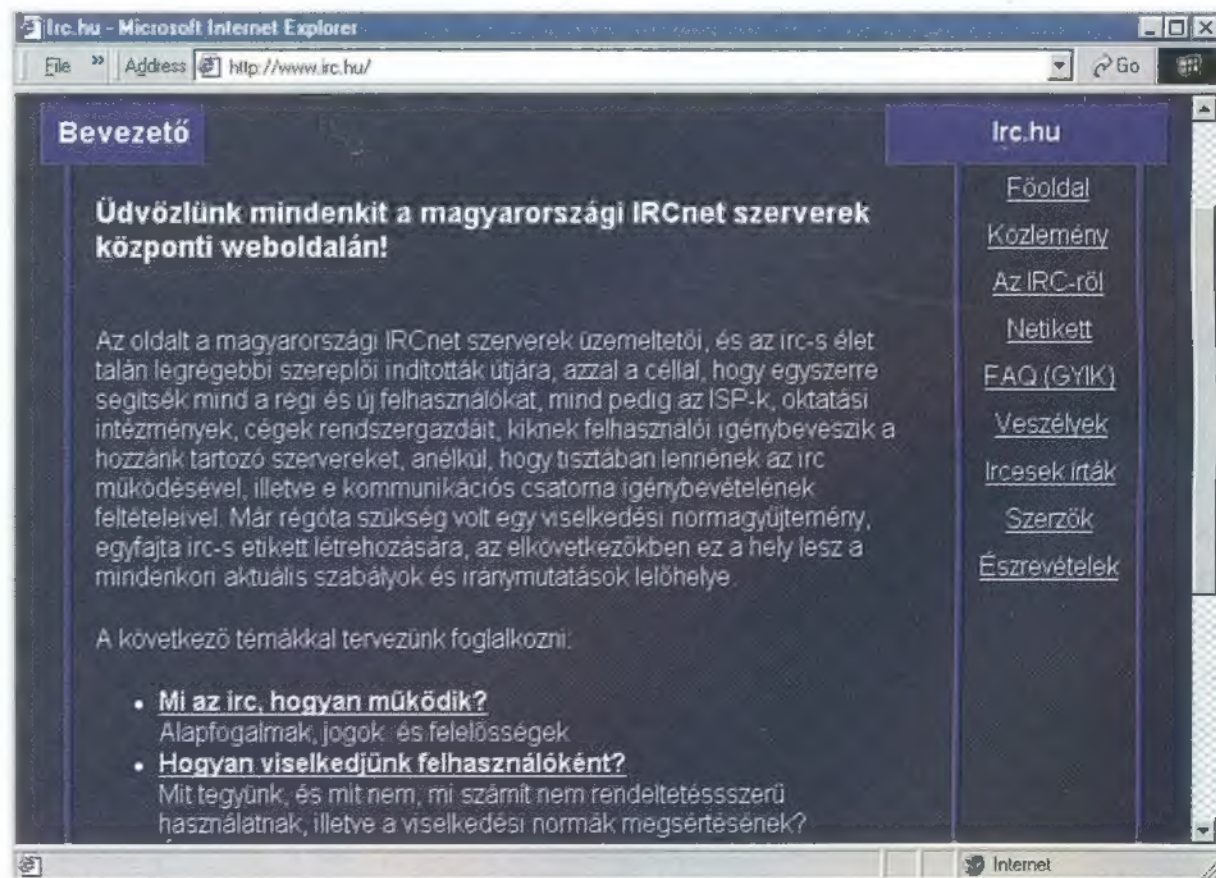 Irc.hu - Microsoft Internet Explorer
File » Address http://www.irc.hu/ Go
Bevezető
Üdvözlünk mindenkit a magyarországi IRCnet szerverek
központi weboldalán!
Az oldalt a magyarországi IRCnet szerverek üzemeltetői, és az irc-s élet
talán legrégebbi szereplői indították útjára, azzal a céllal, hogy egyszerre
segítsék mind a régi és új felhasználókat, mind pedig az ISP-k, oktatási
intézmények, cégek rendszergazdáit, kiknek felhasználói igénybeveszik a
hozzánk tartozó szervereket, anélkül, hogy tisztában lennének az irc
működésével, illetve e kommunikációs csatorna igénybevételének
feltételeivel. Már régóta szükség volt egy viselkedési normagyűjtemény,
egyfajta irc-s etikett létrehozására, az elkövetkezőkben ez a hely lesz a
mindenkori aktuális szabályok és iránymutatások lelőhelye.
A következő témákkal tervezünk foglalkozni:
• Mi az irc, hogyan működik?
Alapfogalmak, jogok és felelősségek
• Hogyan viselkedjünk felhasználóként?
Mit tegyünk, és mit nem, mi számít nem rendeltetéssszerű
használatnak, illetve a viselkedési normák megsértésének?
Irc.hu
Főoldal
Közlemény
Az IRC-ről
Netikett
FAQ (GYIK)
Veszélyek
Ircesek írták
Szerzők
Észrevételek
Internet